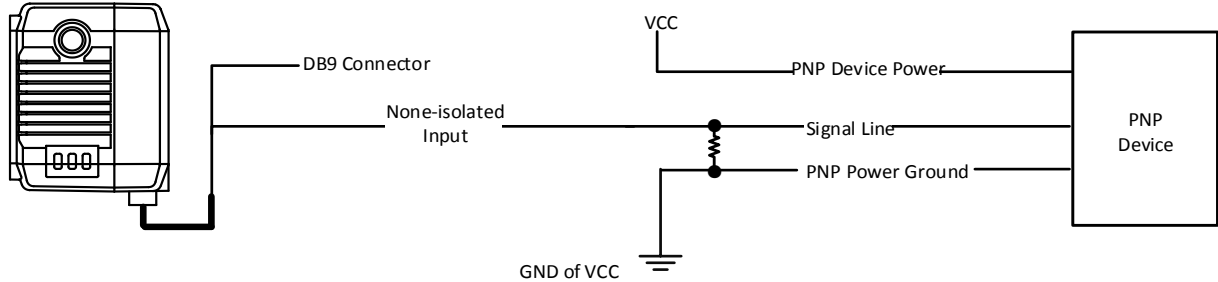 VCC
DB9 Connector
PNP Device Power
None-isolated
Input
Signal Line
PNP
Device
PNP Power Ground
GND of VCC